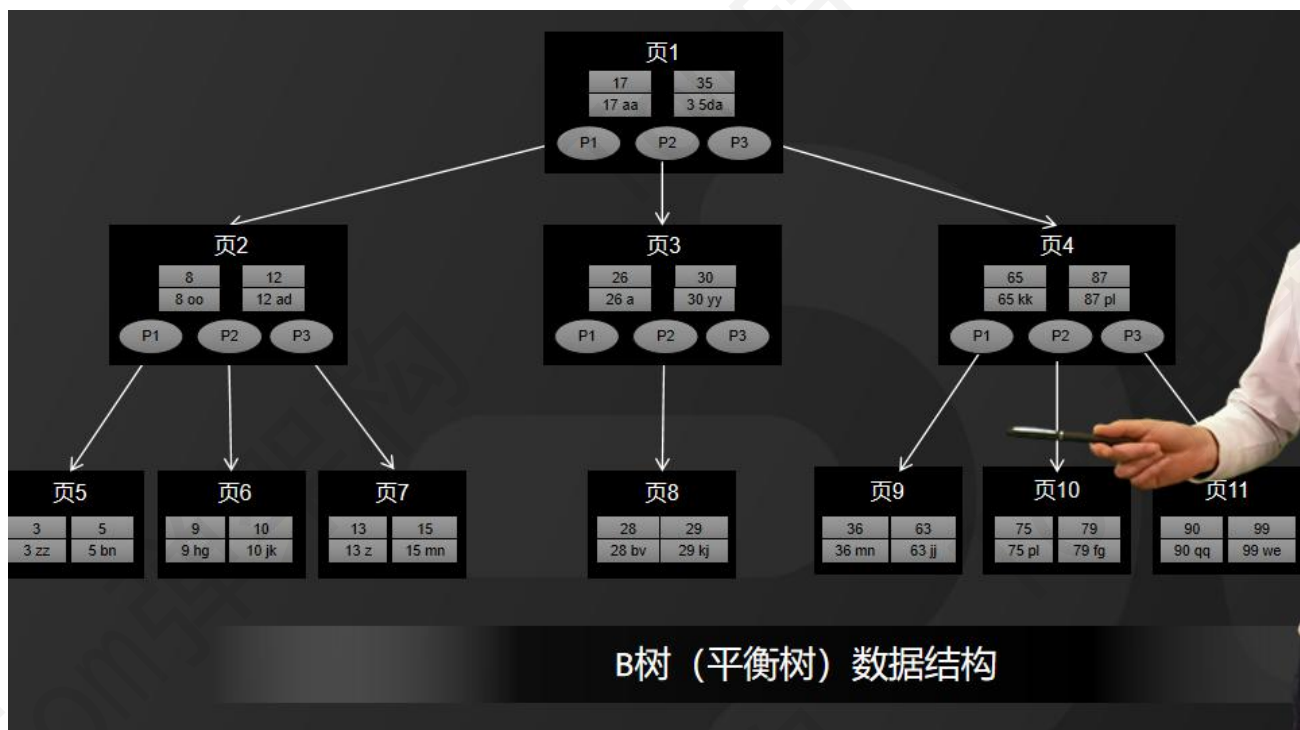 页1
17 35
17 aa 3 5da
P1 P2 P3
页2 页3 页4
8 12 26 30 65 87
8 oo 12 ad 26 a 30 yy 65 kk 87 pl
P1 P2 P3 P1 P2 P3 P1 P2 P3
页5 页6 页7 页8 页9 页10 页11
3 5 9 10 13 15 28 29 36 63 75 79 90 99
3 zz 5 bn 9 hg 10 jk 13 z 15 mn 28 bv 29 kj 36 mn 63 jj 75 pl 79 fg 90 qq 99 we
B树（平衡树）数据结构